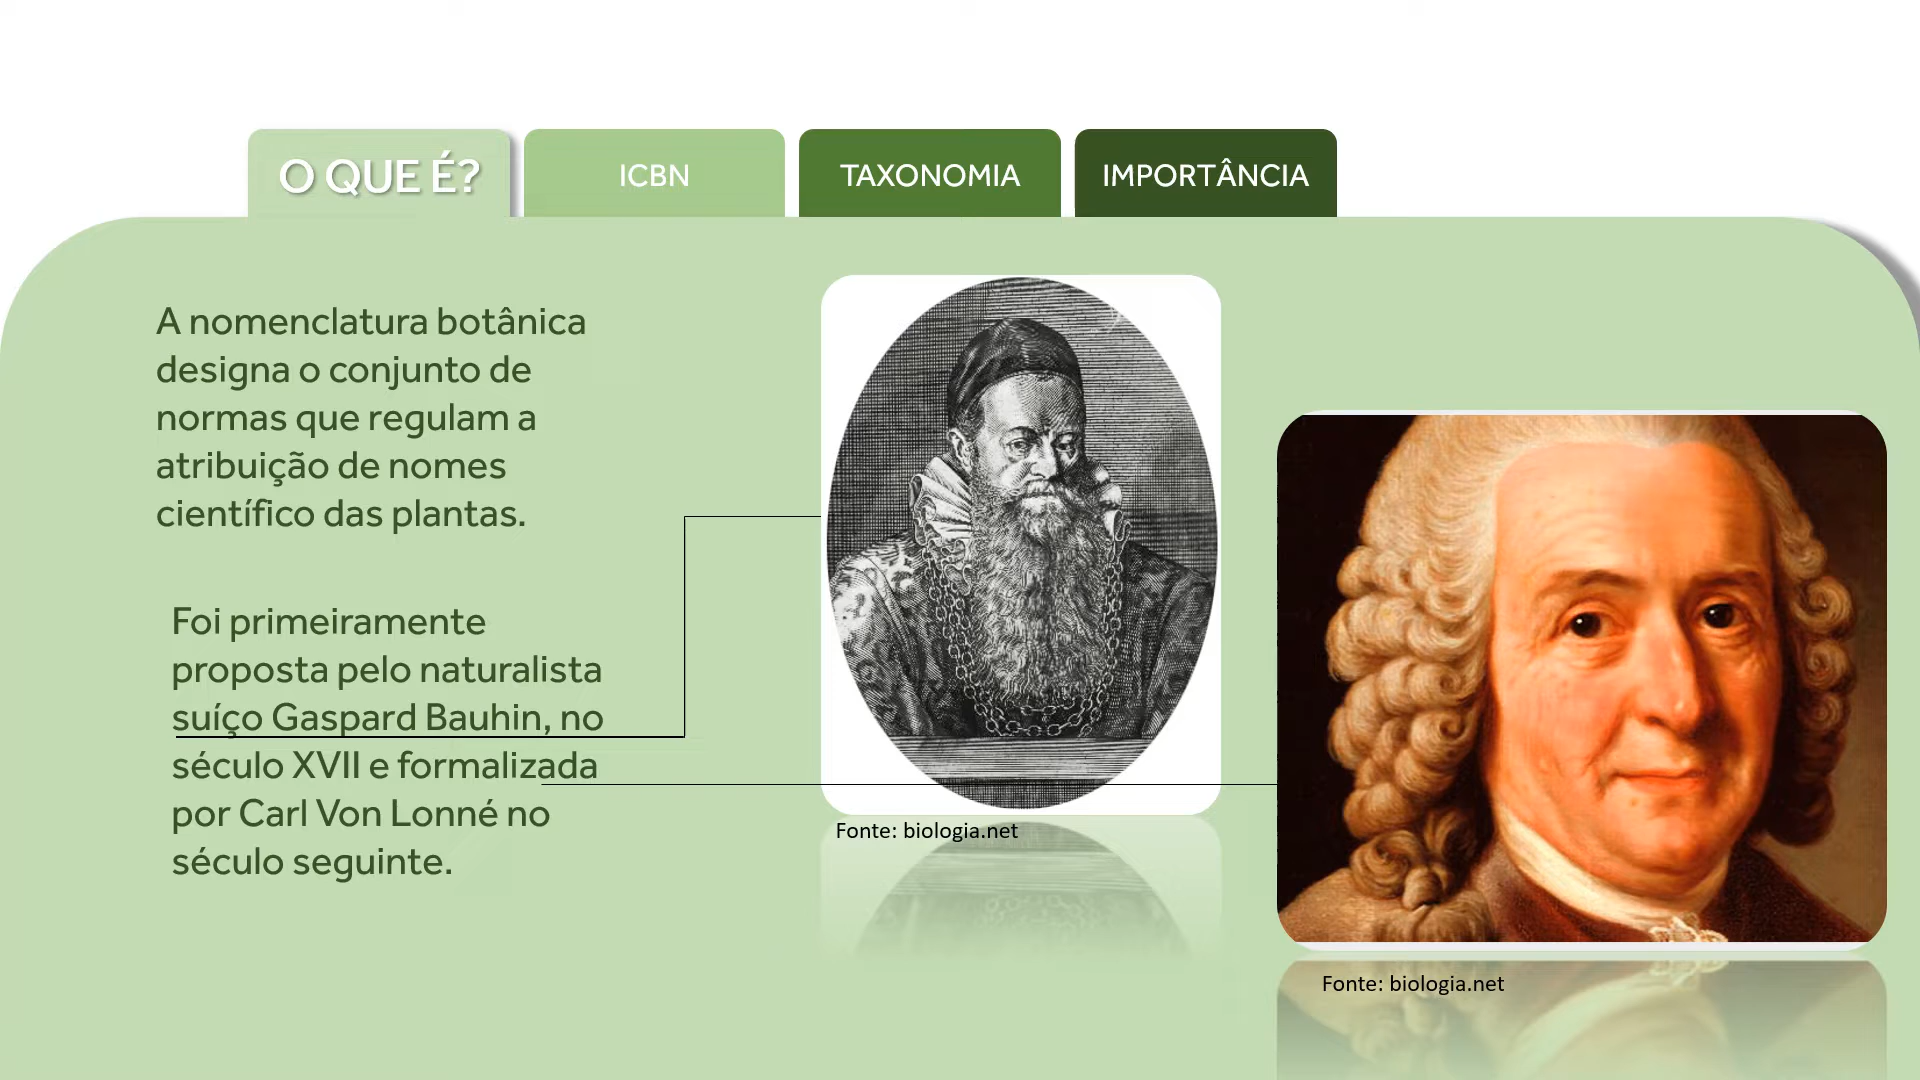 O QUE É?
ICBN
TAXONOMIA
IMPORTÂNCIA
A nomenclatura botânica
designa o conjunto de
normas que regulam a
atribuição de nomes
científico das plantas.
Foi primeiramente
proposta pelo naturalista
suíço Gaspard Bauhin, no
século XVII e formalizada
por Carl Von Lonné no
século seguinte.
Fonte: biologia.net
Fonte: biologia.net